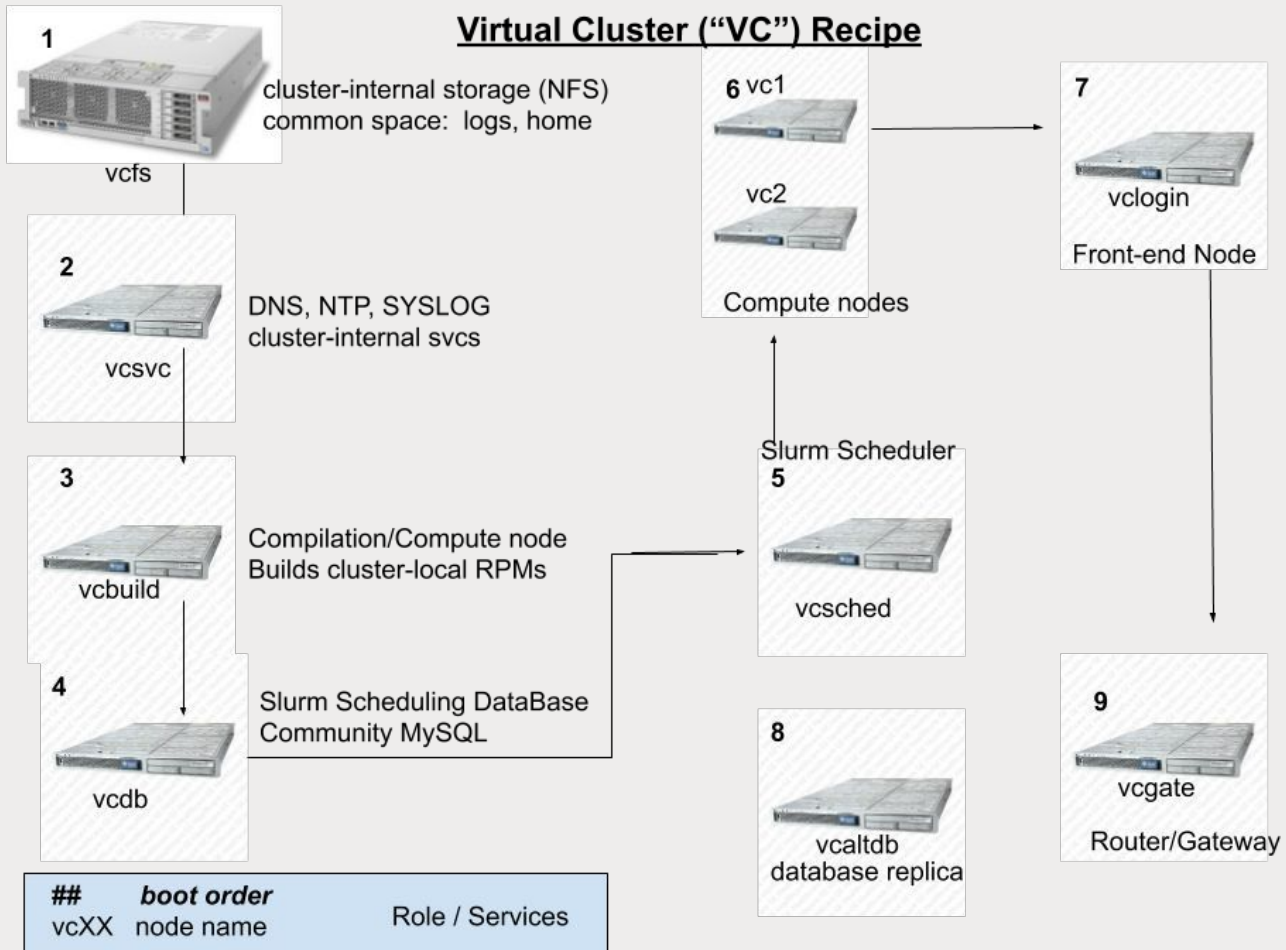 Virtual Cluster (“VC”) Recipe
1
cluster-internal storage (NFS)
common space: logs, home
vcfs
2
DNS, NTP, SYSLOG
cluster-internal svcs
vcsvc
3
Compilation/Compute node
Builds cluster-local RPMs
vcbuild
4
Slurm Scheduling DataBase
Community MySQL
vcdb
Slurm Scheduler
5
vcsched
6 vc1
vc2
Compute nodes
7
vclogin
Front-end Node
8
vcaltdb
database replica
9
vcgate
Router/Gateway
## boot order
vcXX node name
Role / Services